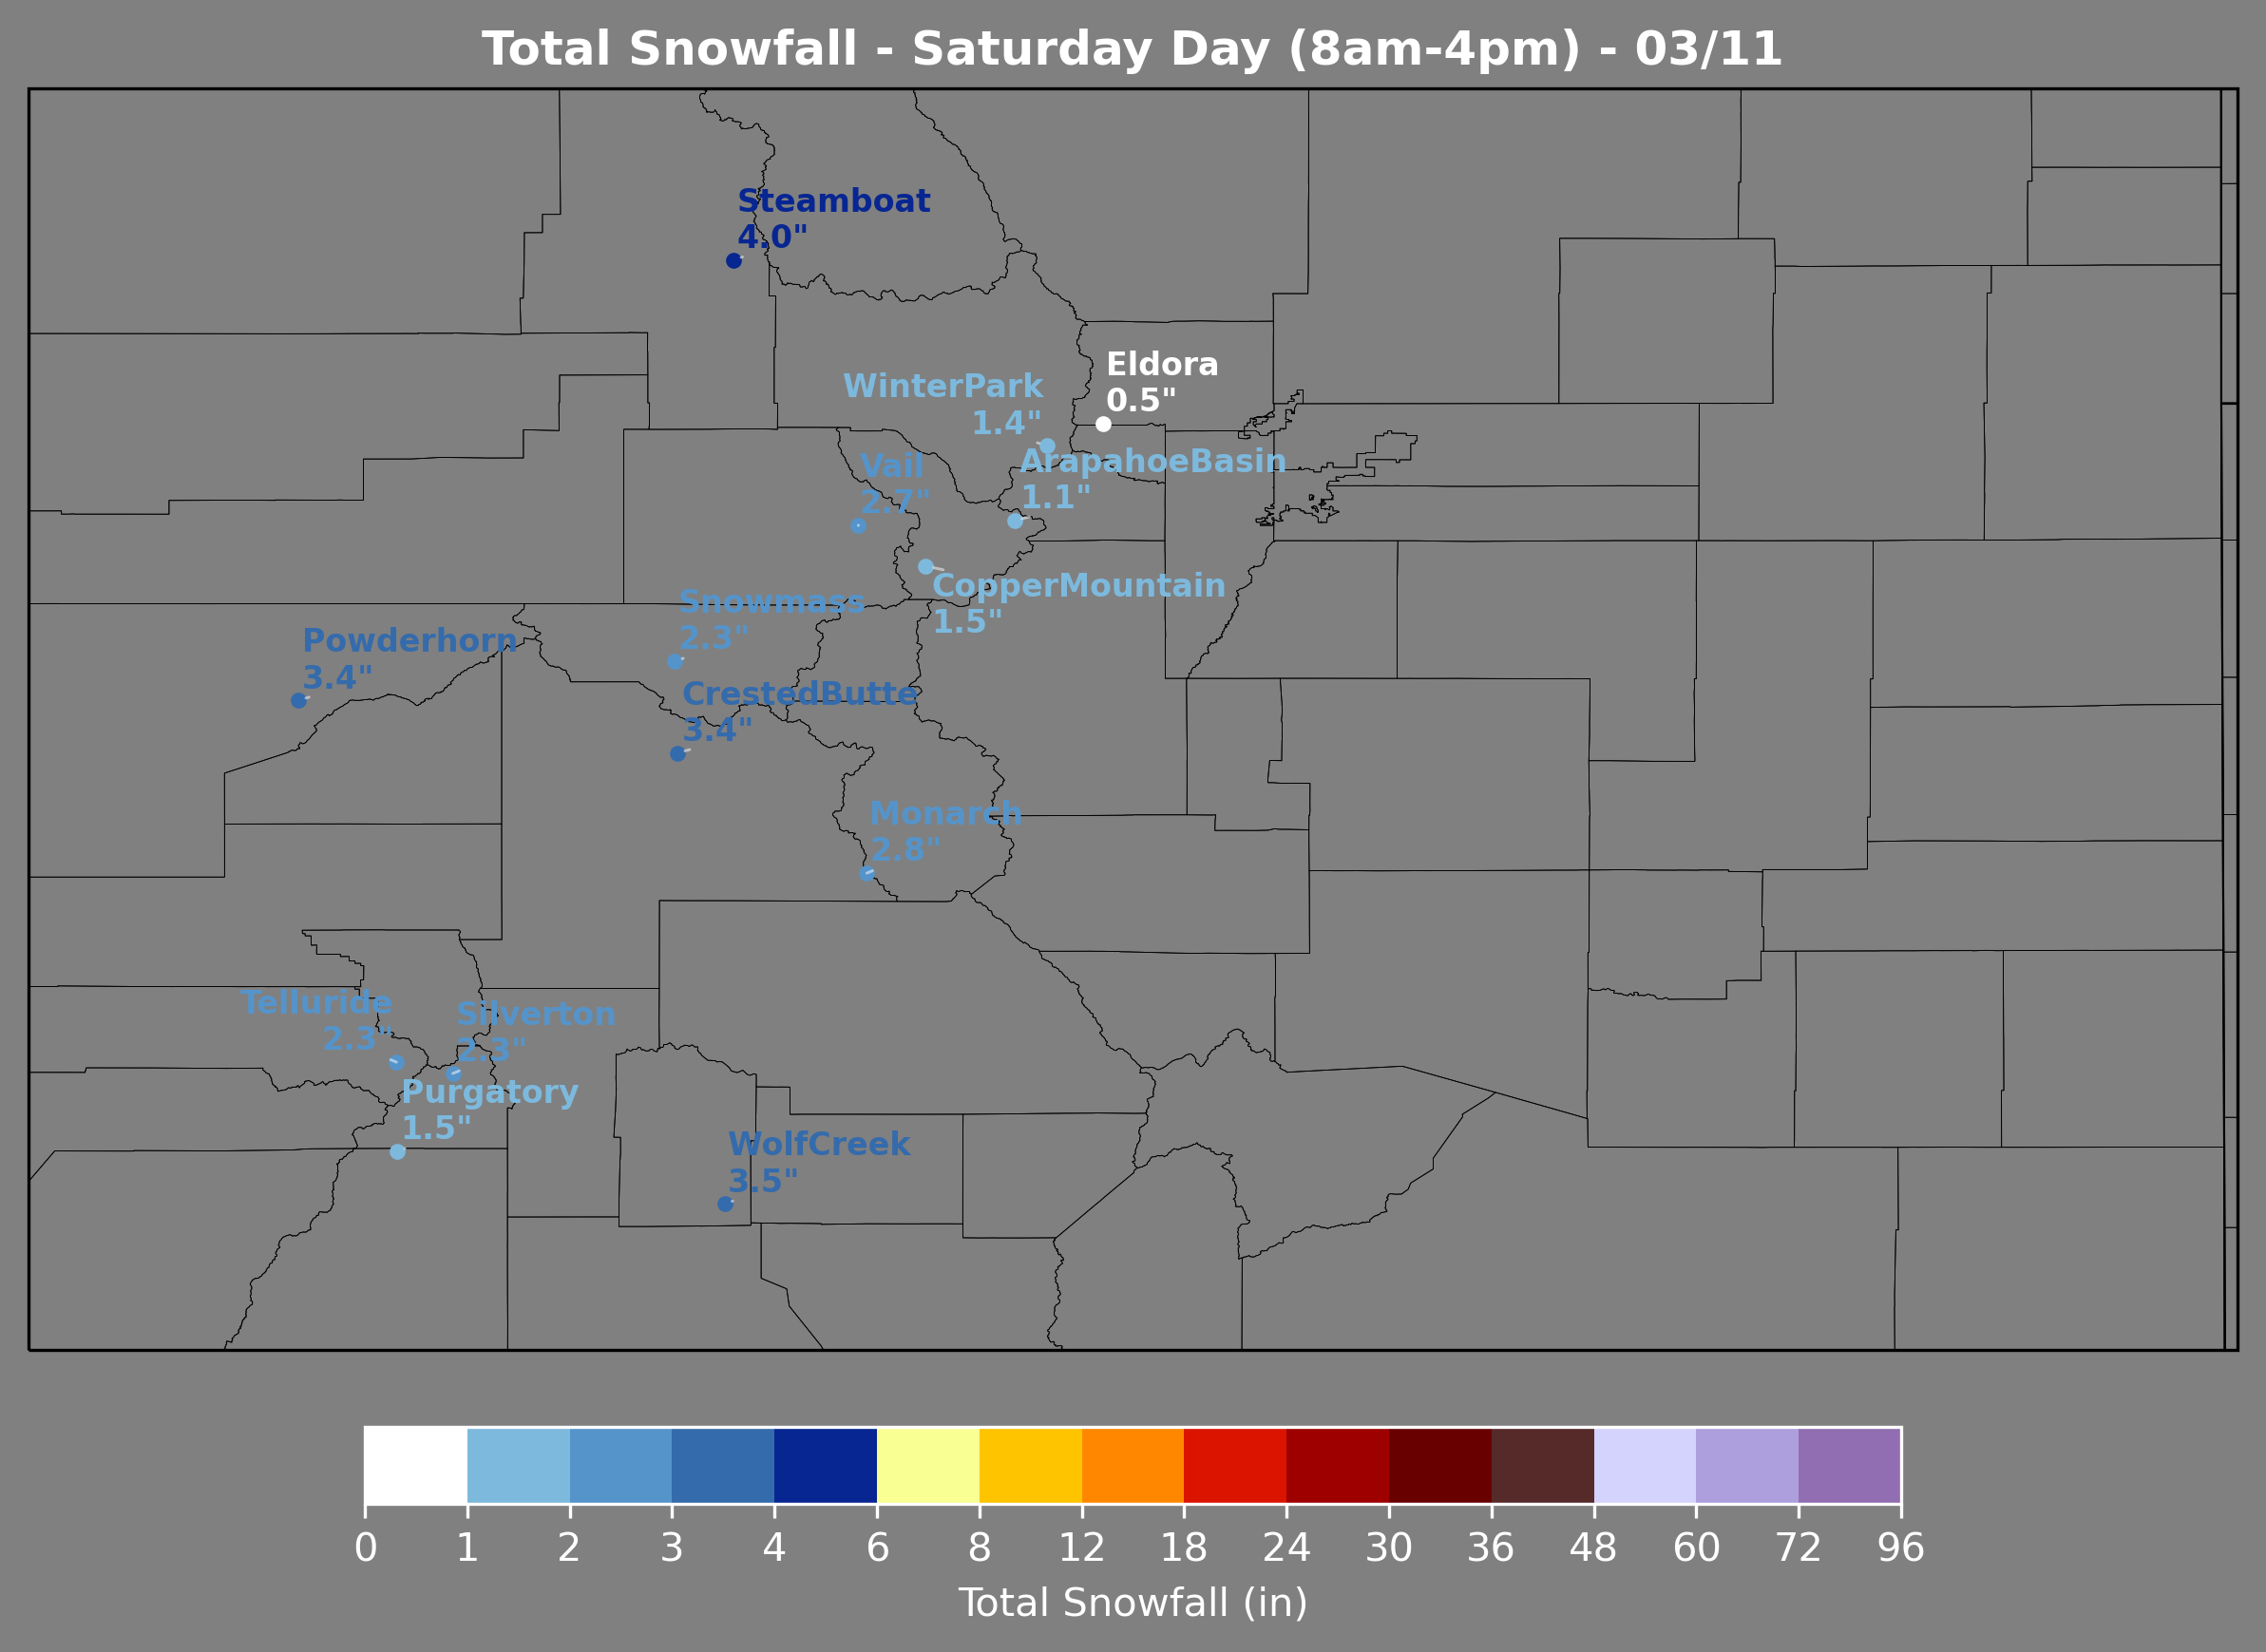 Total Snowfall - Saturday Day (8am-4pm) - 03/11
Steamboat
4.0"
Eldora
0.5"
WinterPark
1.4"
ArapahoeBasin
1.1"
Vail
2.7"
CopperMountain
1.5"
Snowmass
2.3"
Powderhorn
3.4"
CrestedButte
3.4"
Monarch
2.8"
Telluride
2.3"
Silverton
2.3"
Purgatory
1.5"
WolfCreek
3.5"
0 1 2 3 4 6 8 12 18 24 30 36 48 60 72 96
Total Snowfall (in)